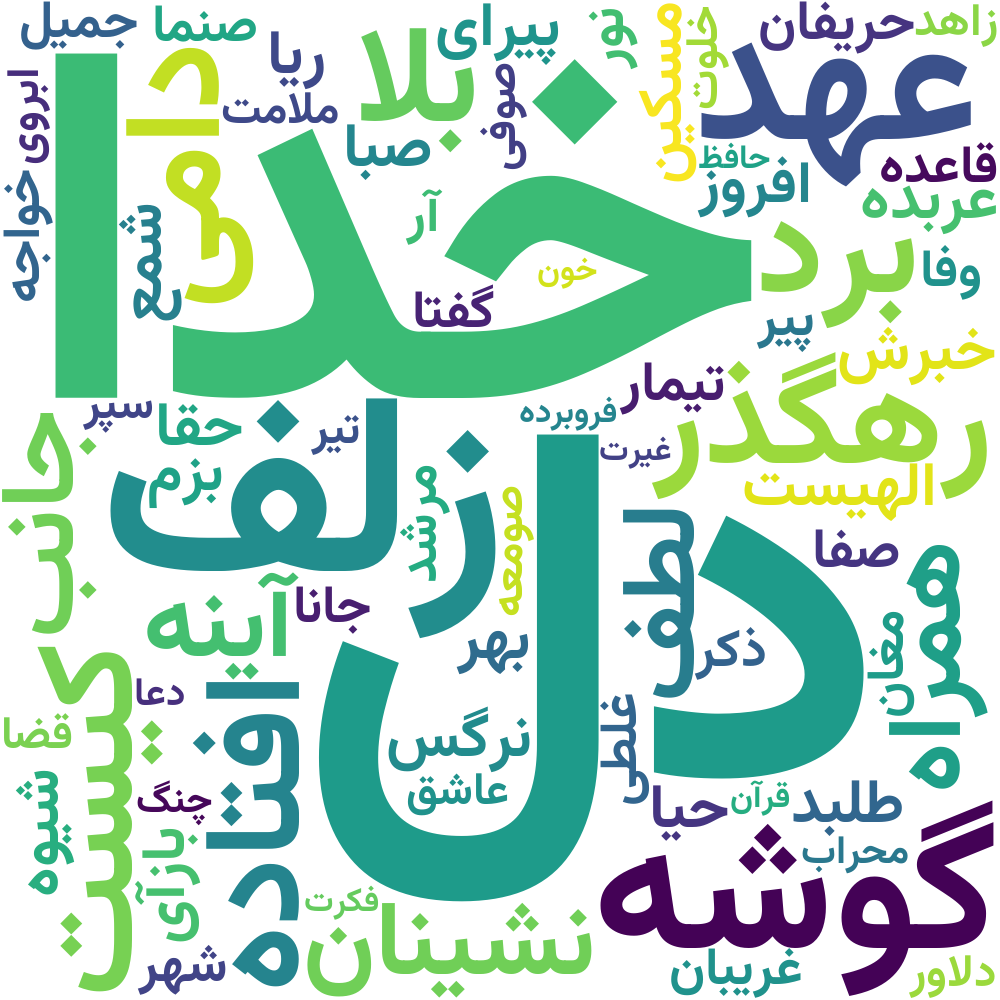 زاهد
حریفان
خلوت
مسکین
نور
پیرای
بلا
ریا
صنما
جمیل
ابروی
دامی
ملامت
صوفی
صبا
عهد
حافظ
افروز
قاعده
عربده
وفا
برد
پیر
خدا
آر
خون
گفتا
شمع
خواجه
خبرش
تیمار
رهگذر
الهیست
فروبرده
غیرت
زلف
تیر
حقا
سپر
بزم
جانب
مرشد
صومعه
دل
لطف
صفا
همراه
مغان
ذکر
بهر
جانا
آینه
افتاده
کیست
دعا
قضا
نرگس
عاشق
غلطی
حیا
قرآن
طلبد
محراب
گوشه
چنگ
شیوه
بازآی
فکرت
نشینان
شهر
غریبان
دلاور